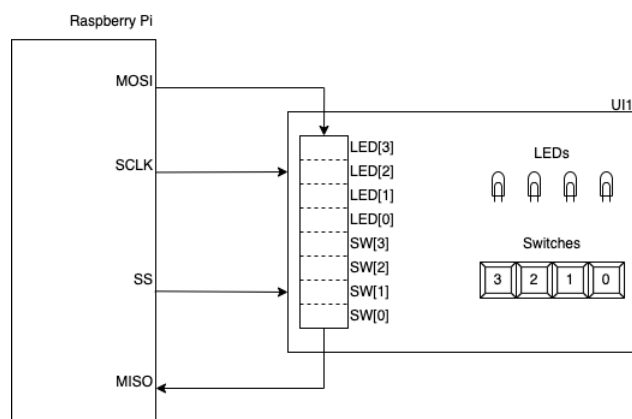 Raspberry Pi
MOSI
UI1
LED[3]
LEDs
SCLK
LED[2]
LED[1]
LED[0]
SW[3]
Switches
SW[2]
3 2 1 0
SS
SW[1]
SW[0]
MISO